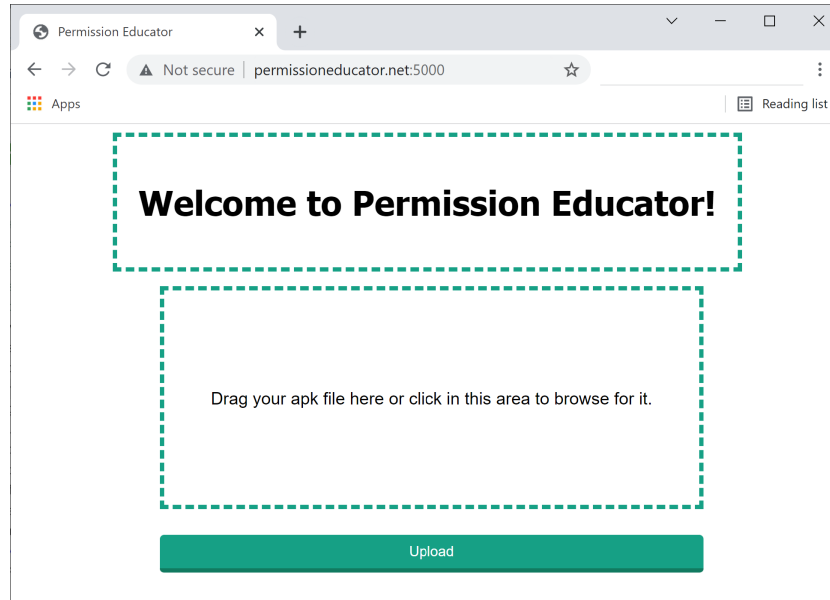 Permission Educator
Not secure | permissioneducator.net:5000
Apps
Reading list
Welcome to Permission Educator!
Drag your apk file here or click in this area to browse for it.
Upload